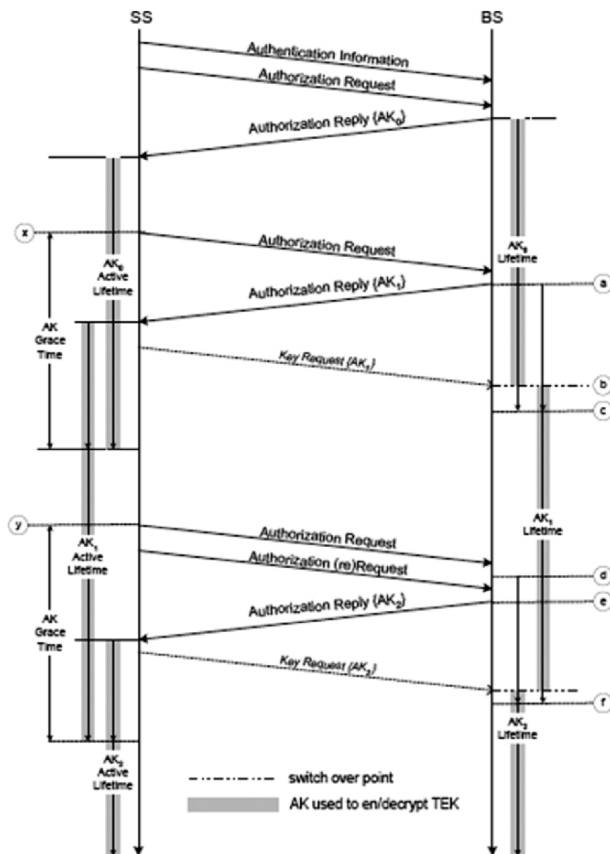 SS BS
Authentication Information
Authorization Request
Authorization Reply {AK0}
x
Authorization Request
AK0
Active
Lifetime
AK0
Lifetime
a
Authorization Reply {AK1}
AK
Grace
Time
Key Request {AK1}
b
c
y
Authorization Request
AK1
Active
Lifetime
AK1
Lifetime
Authorization (re)Request
d
e
Authorization Reply {AK2}
AK
Grace
Time
Key Request {AK2}
f
AK2
Lifetime
AK2
Active
Lifetime
switch over point
AK used to en/decrypt TEK